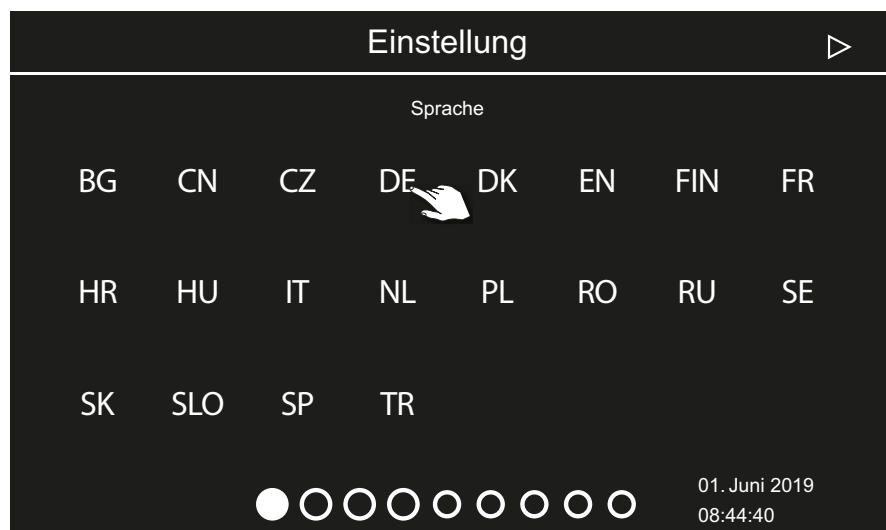 Einstellung
Sprache
BG CN CZ DE DK EN FIN FR
HR HU IT NL PL RO RU SE
SK SLO SP TR
01. Juni 2019
08:44:40